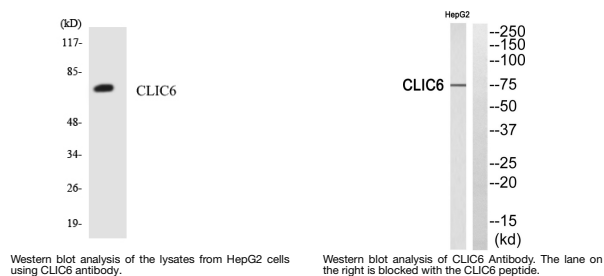 (kD)
117-
85-
CLIC6
48-
34-
26-
19-
Western blot analysis of the lysates from HepG2 cells
using CLIC6 antibody.
HepG2
--250
--150
--100
CLIC6
--75
--50
--37
--25
--20
--15
(kd)
Western blot analysis of CLIC6 Antibody. The lane on
the right is blocked with the CLIC6 peptide.